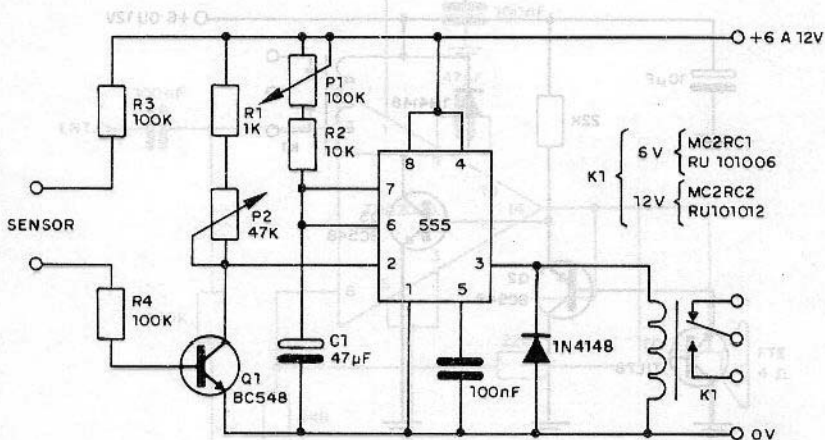 +6 A 12V
R3
100K
R1
1K
P1
100K
R2
10K
8
4
7
6
555
2
3
1
5
K1
6V
MC2RC1
RU 101006
12V
MC2RC2
RU101012
SENSOR
P2
47K
R4
100K
Q1
BC548
C1
47µF
100nF
1N4148
K1
0V